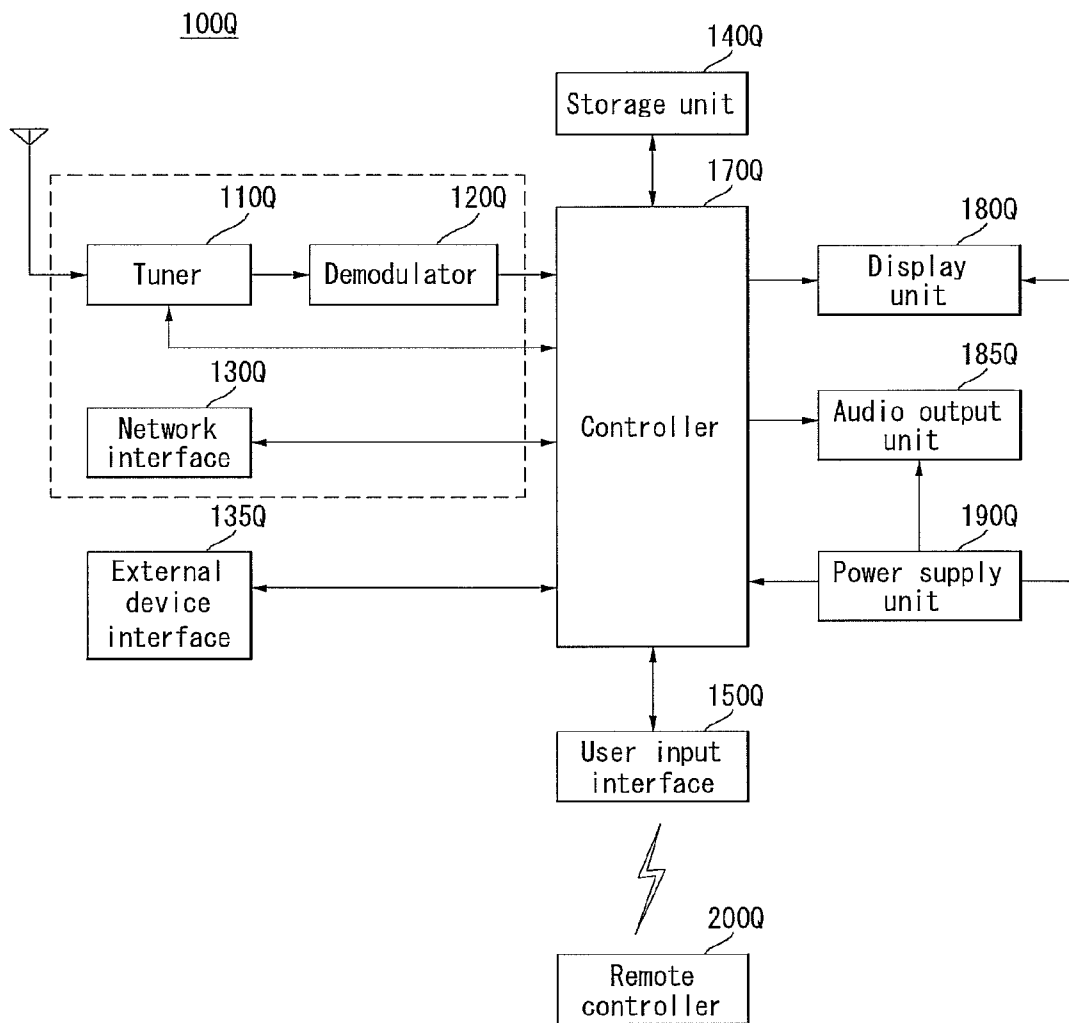 100Q
140Q
Storage unit
170Q
110Q
120Q
180Q
Tuner
Demodulator
Display
unit
130Q
185Q
Network
interface
Controller
Audio output
unit
135Q
190Q
External
device
interface
Power supply
unit
150Q
User input
interface
200Q
Remote
controller